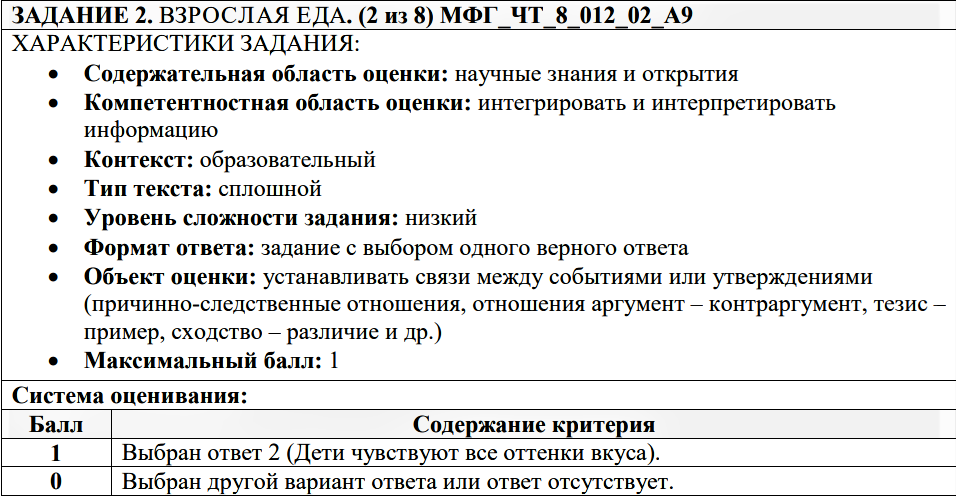 ЗАДАНИЕ 2. ВЗРОСЛАЯ ЕДА. (2 из 8) МФГ_ЧТ_8_012_02_А9
ХАРАКТЕРИСТИКИ ЗАДАНИЯ:
• Содержательная область оценки: научные знания и открытия
• Компетентностная область оценки: интегрировать и интерпретировать
информацию
• Контекст: образовательный
• Тип текста: сплошной
• Уровень сложности задания: низкий
• Формат ответа: задание с выбором одного верного ответа
• Объект оценки: устанавливать связи между событиями или утверждениями
(причинно-следственные отношения, отношения аргумент – контраргумент, тезис –
пример, сходство – различие и др.)
• Максимальный балл: 1
Система оценивания:
Балл Содержание критерия
1 Выбран ответ 2 (Дети чувствуют все оттенки вкуса).
0 Выбран другой вариант ответа или ответ отсутствует.